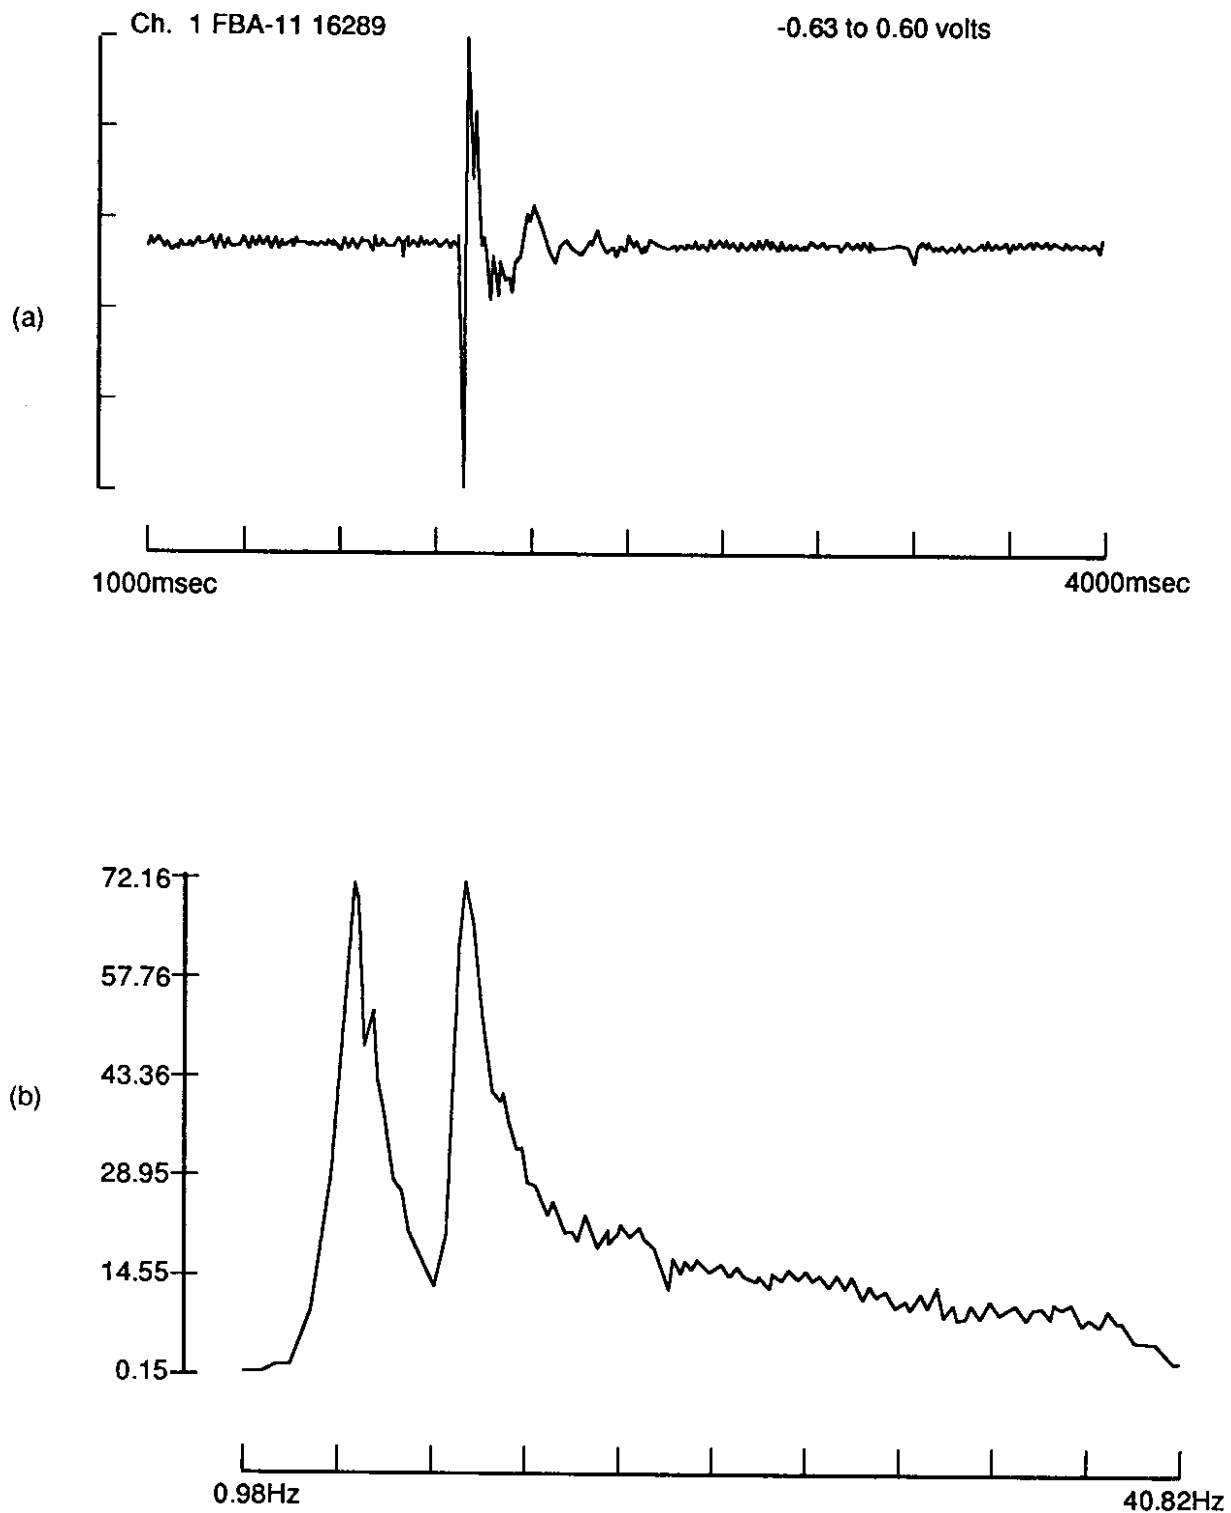 Ch. 1 FBA-11 16289
-0.63 to 0.60 volts
(a)
1000msec
4000msec
72.16
57.76
43.36
(b)
28.95
14.55
0.15
0.98Hz
40.82Hz